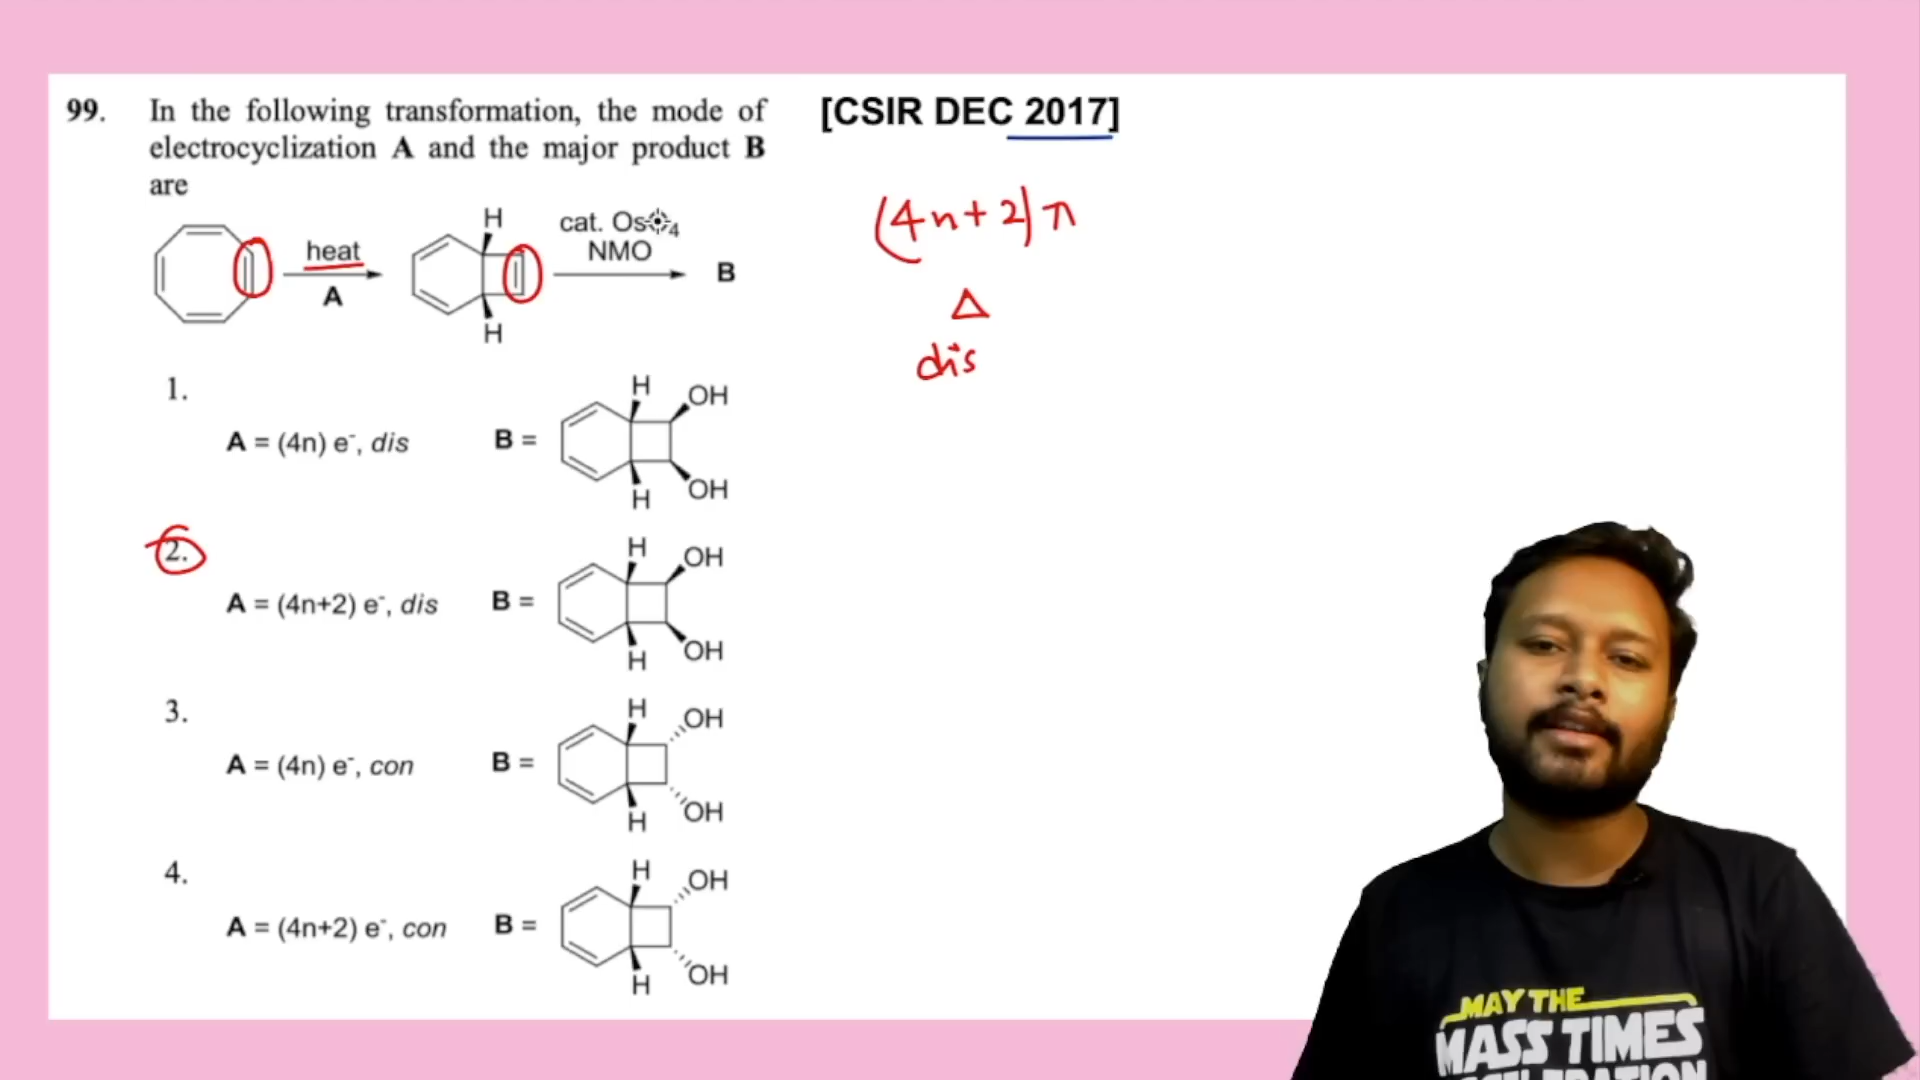 99. In the following transformation, the mode of
electrocyclization A and the major product B
are
[CSIR DEC 2017]
(4n+2) π
Δ
dis
H
H
heat
A
cat. Os 4
NMO
B
1.
A = (4n) e⁻, dis
B =
H
OH
H
OH
2.
A = (4n+2) e⁻, dis
B =
H
OH
H
OH
3.
A = (4n) e⁻, con
B =
H
OH
H
OH
4.
A = (4n+2) e⁻, con
B =
H
OH
H
OH
MAY THE
MASS TIMES